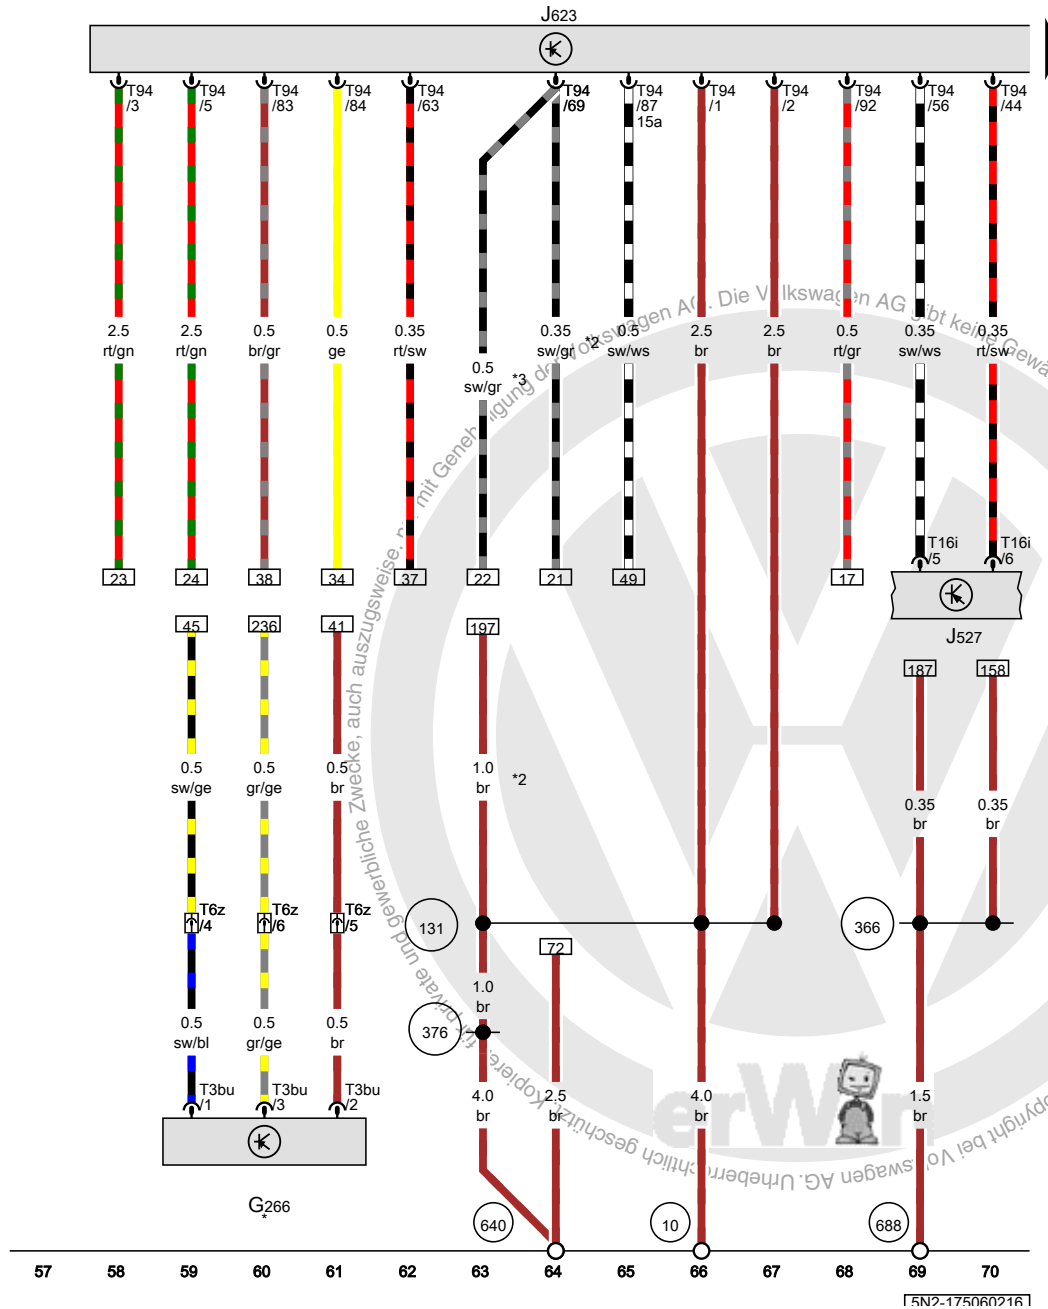 J623
T94 /3
T94 /5
T94 /83
T94 /84
T94 /63
T94 /69
T94 /87 15a
T94 /1
T94 /2
T94 /92
T94 /56
T94 /44
2.5 rt/gn
2.5 rt/gn
0.5 br/gr
0.5 ge
0.35 rt/sw
0.5 sw/gr *3
0.35 sw/gr *2
0.5 sw/ws
2.5 br
2.5 br
0.5 rt/gr
0.35 sw/ws
0.35 rt/sw
T16i /5
T16i /6
23
24
38
34
37
22
21
49
17
J527
45
236
41
197
187
158
0.5 sw/ge
0.5 gr/ge
0.5 br
1.0 br *2
0.35 br
0.35 br
T6z /4
T6z /6
T6z /5
131
366
72
1.0 br
376
0.5 sw/bl
0.5 gr/ge
0.5 br
4.0 br
2.5 br
4.0 br
1.5 br
T3bu /1
T3bu /3
T3bu /2
G266
*
640
10
688
57 58 59 60 61 62 63 64 65 66 67 68 69 70
5N2-175060216
erWin